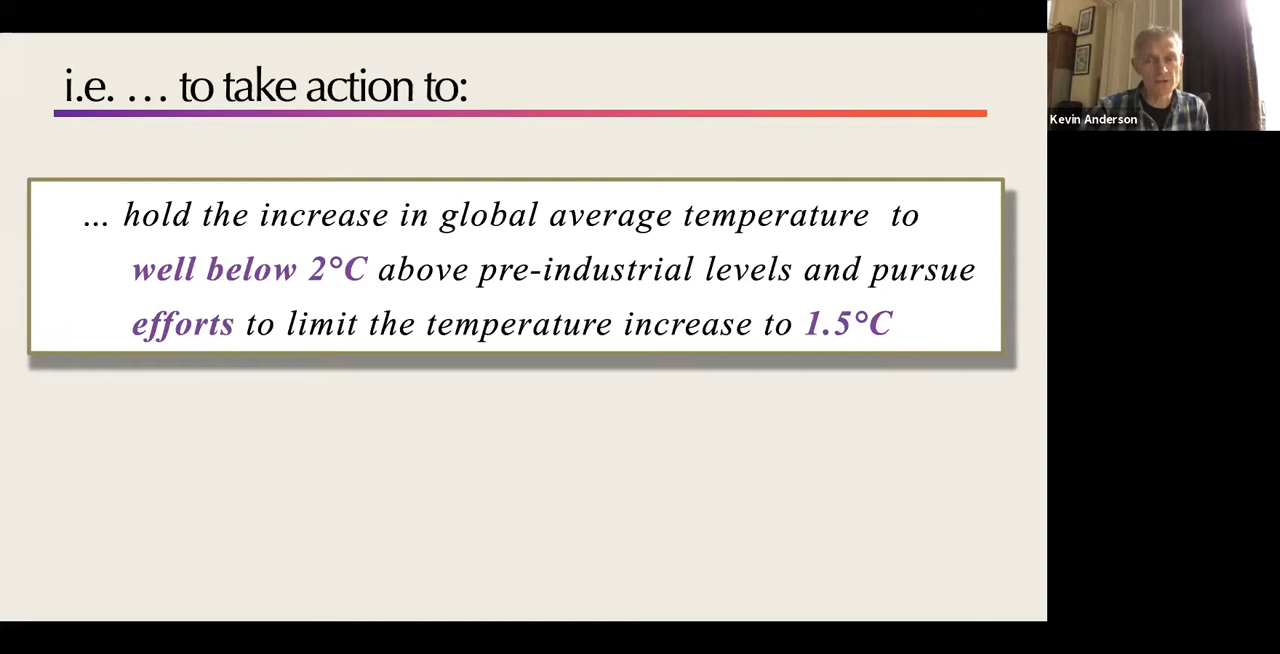 i.e. … to take action to:
... hold the increase in global average temperature to
well below 2°C above pre-industrial levels and pursue
efforts to limit the temperature increase to 1.5°C
Kevin Anderson